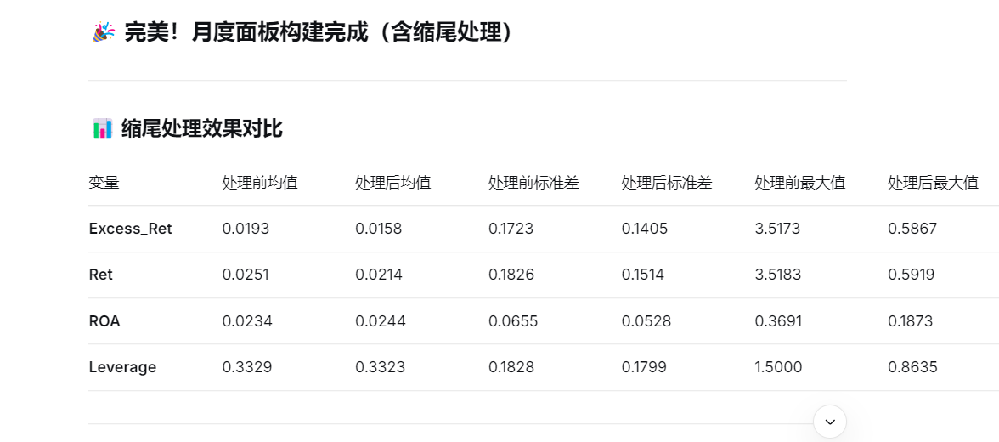 🎉 完美！月度面板构建完成（含缩尾处理）
📊 缩尾处理效果对比
变量 处理前均值 处理后均值 处理前标准差 处理后标准差 处理前最大值 处理后最大值
Excess_Ret 0.0193 0.0158 0.1723 0.1405 3.5173 0.5867
Ret 0.0251 0.0214 0.1826 0.1514 3.5183 0.5919
ROA 0.0234 0.0244 0.0655 0.0528 0.3691 0.1873
Leverage 0.3329 0.3323 0.1828 0.1799 1.5000 0.8635